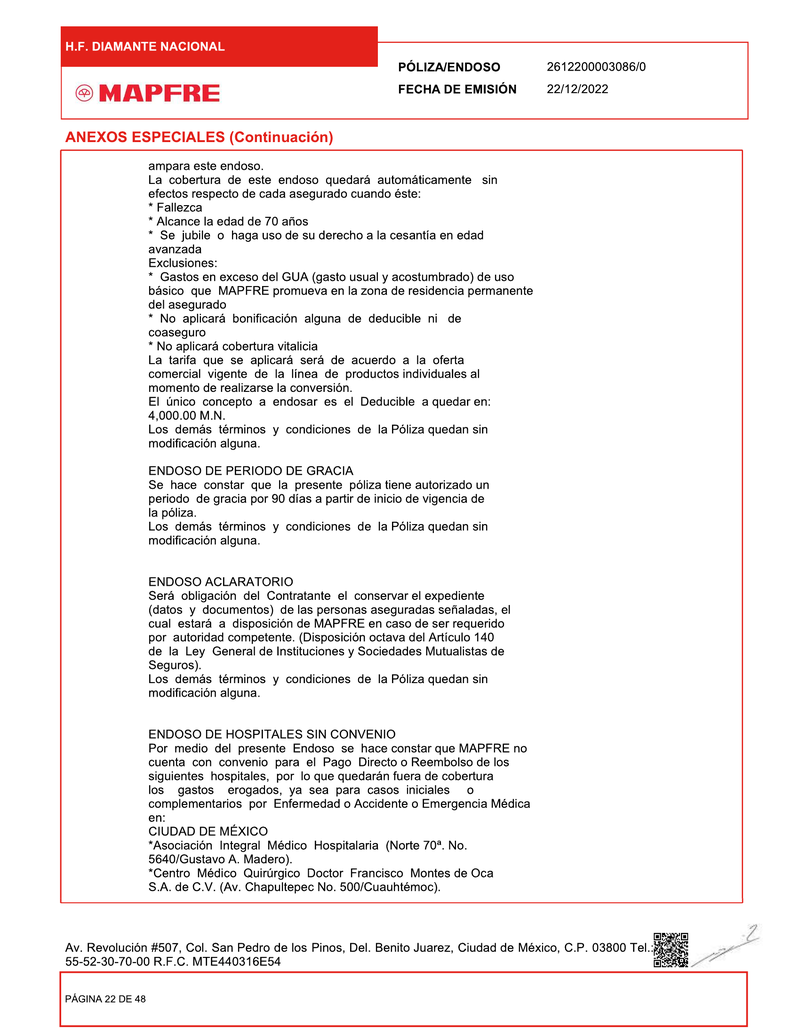 H.F. DIAMANTE NACIONAL
PÓLIZA/ENDOSO 2612200003086/0
MAPFRE
FECHA DE EMISIÓN 22/12/2022
ANEXOS ESPECIALES (Continuación)
ampara este endoso.
La cobertura de este endoso quedará automáticamente sin
efectos respecto de cada asegurado cuando éste:
* Fallezca
* Alcance la edad de 70 años
* Se jubile o haga uso de su derecho a la cesantía en edad
avanzada
Exclusiones:
* Gastos en exceso del GUA (gasto usual y acostumbrado) de uso
básico que MAPFRE promueva en la zona de residencia permanente
del asegurado
* No aplicará bonificación alguna de deducible ni de
coaseguro
* No aplicará cobertura vitalicia
La tarifa que se aplicará será de acuerdo a la oferta
comercial vigente de la línea de productos individuales al
momento de realizarse la conversión.
El único concepto a endosar es el Deducible a quedar en:
4,000.00 M.N.
Los demás términos y condiciones de la Póliza quedan sin
modificación alguna.
ENDOSO DE PERIODO DE GRACIA
Se hace constar que la presente póliza tiene autorizado un
periodo de gracia por 90 días a partir de inicio de vigencia de
la póliza.
Los demás términos y condiciones de la Póliza quedan sin
modificación alguna.
ENDOSO ACLARATORIO
Será obligación del Contratante el conservar el expediente
(datos y documentos) de las personas aseguradas señaladas, el
cual estará a disposición de MAPFRE en caso de ser requerido
por autoridad competente. (Disposición octava del Artículo 140
de la Ley General de Instituciones y Sociedades Mutualistas de
Seguros).
Los demás términos y condiciones de la Póliza quedan sin
modificación alguna.
ENDOSO DE HOSPITALES SIN CONVENIO
Por medio del presente Endoso se hace constar que MAPFRE no
cuenta con convenio para el Pago Directo o Reembolso de los
siguientes hospitales, por lo que quedarán fuera de cobertura
los gastos erogados, ya sea para casos iniciales o
complementarios por Enfermedad o Accidente o Emergencia Médica
en:
CIUDAD DE MÉXICO
*Asociación Integral Médico Hospitalaria (Norte 70ª. No.
5640/Gustavo A. Madero).
*Centro Médico Quirúrgico Doctor Francisco Montes de Oca
S.A. de C.V. (Av. Chapultepec No. 500/Cuauhtémoc).
Av. Revolución #507, Col. San Pedro de los Pinos, Del. Benito Juarez, Ciudad de México, C.P. 03800 Tel.:
55-52-30-70-00 R.F.C. MTE440316E54
PÁGINA 22 DE 48